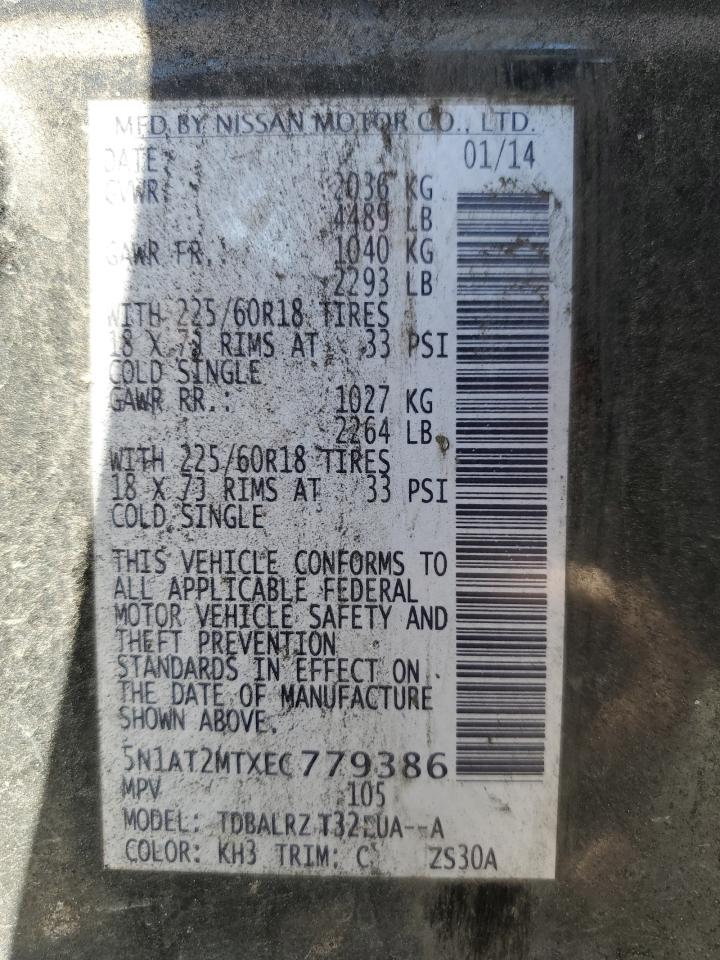 MFD BY NISSAN MOTOR CO., LTD.
DATE: 01/14
GVWR: 2036 KG
4489 LB
GAWR FR.: 1040 KG
2293 LB
WITH 225/60R18 TIRES
18 X 7J RIMS AT 33 PSI
COLD SINGLE
GAWR RR.: 1027 KG
2264 LB
WITH 225/60R18 TIRES
18 X 7J RIMS AT 33 PSI
COLD SINGLE
THIS VEHICLE CONFORMS TO
ALL APPLICABLE FEDERAL
MOTOR VEHICLE SAFETY AND
THEFT PREVENTION
STANDARDS IN EFFECT ON
THE DATE OF MANUFACTURE
SHOWN ABOVE.
5N1AT2MTXEC779386
MPV 105
MODEL: TDBALRZ
COLOR: KH3 TRIM: C ZS30A